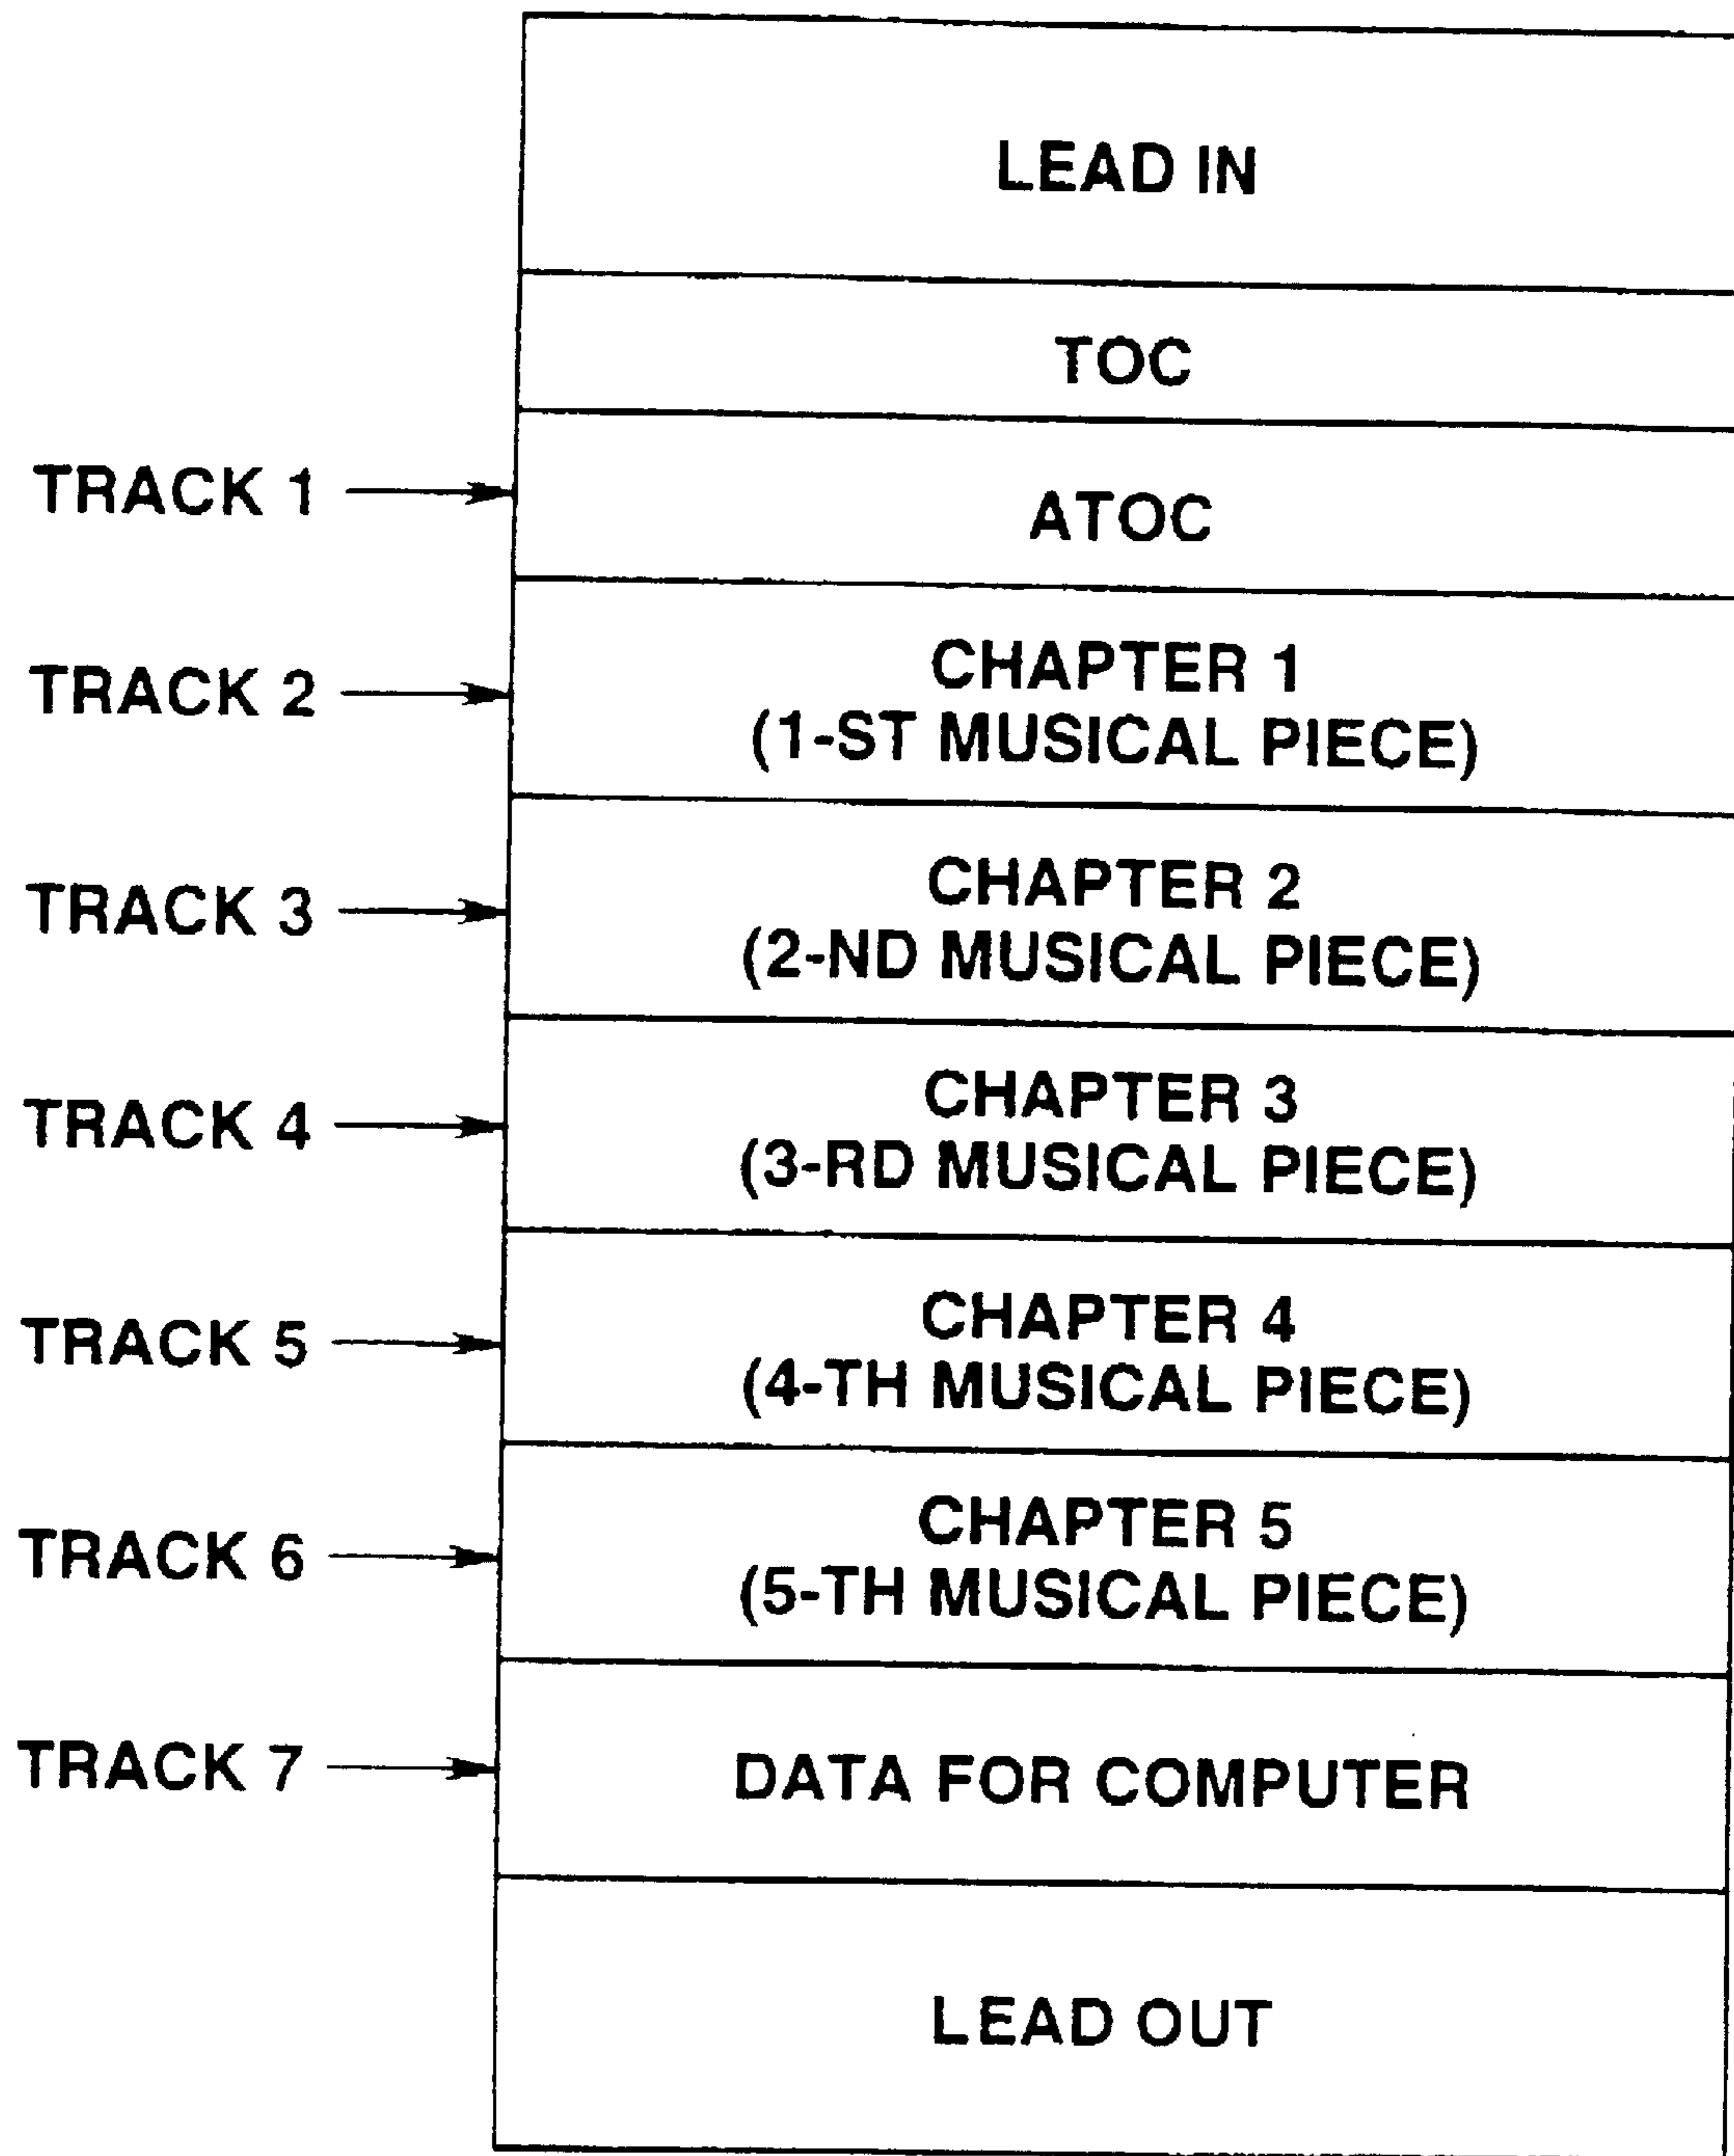 LEAD IN
TOC
TRACK 1
ATOC
TRACK 2
CHAPTER 1
(1-ST MUSICAL PIECE)
TRACK 3
CHAPTER 2
(2-ND MUSICAL PIECE)
TRACK 4
CHAPTER 3
(3-RD MUSICAL PIECE)
TRACK 5
CHAPTER 4
(4-TH MUSICAL PIECE)
TRACK 6
CHAPTER 5
(5-TH MUSICAL PIECE)
TRACK 7
DATA FOR COMPUTER
LEAD OUT